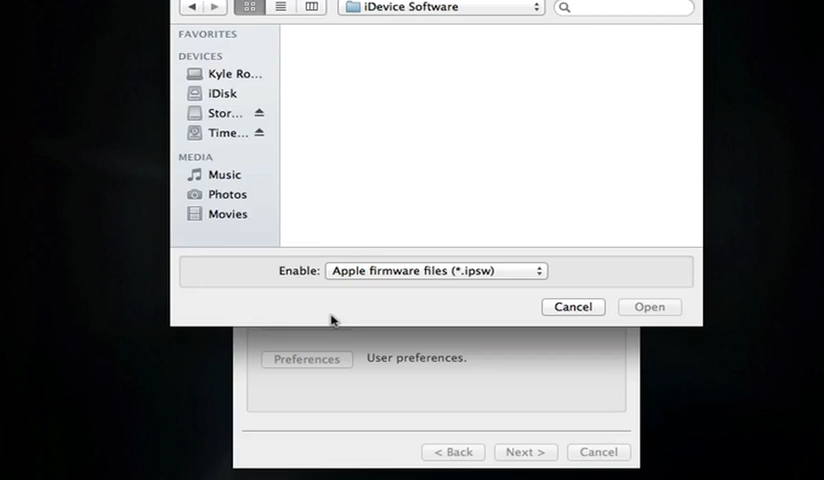 iDevice Software
FAVORITES
DEVICES
Kyle Ro...
iDisk
Stor...
Time...
MEDIA
Music
Photos
Movies
Enable: Apple firmware files (*.ipsw)
Cancel Open
Preferences User preferences.
< Back Next > Cancel